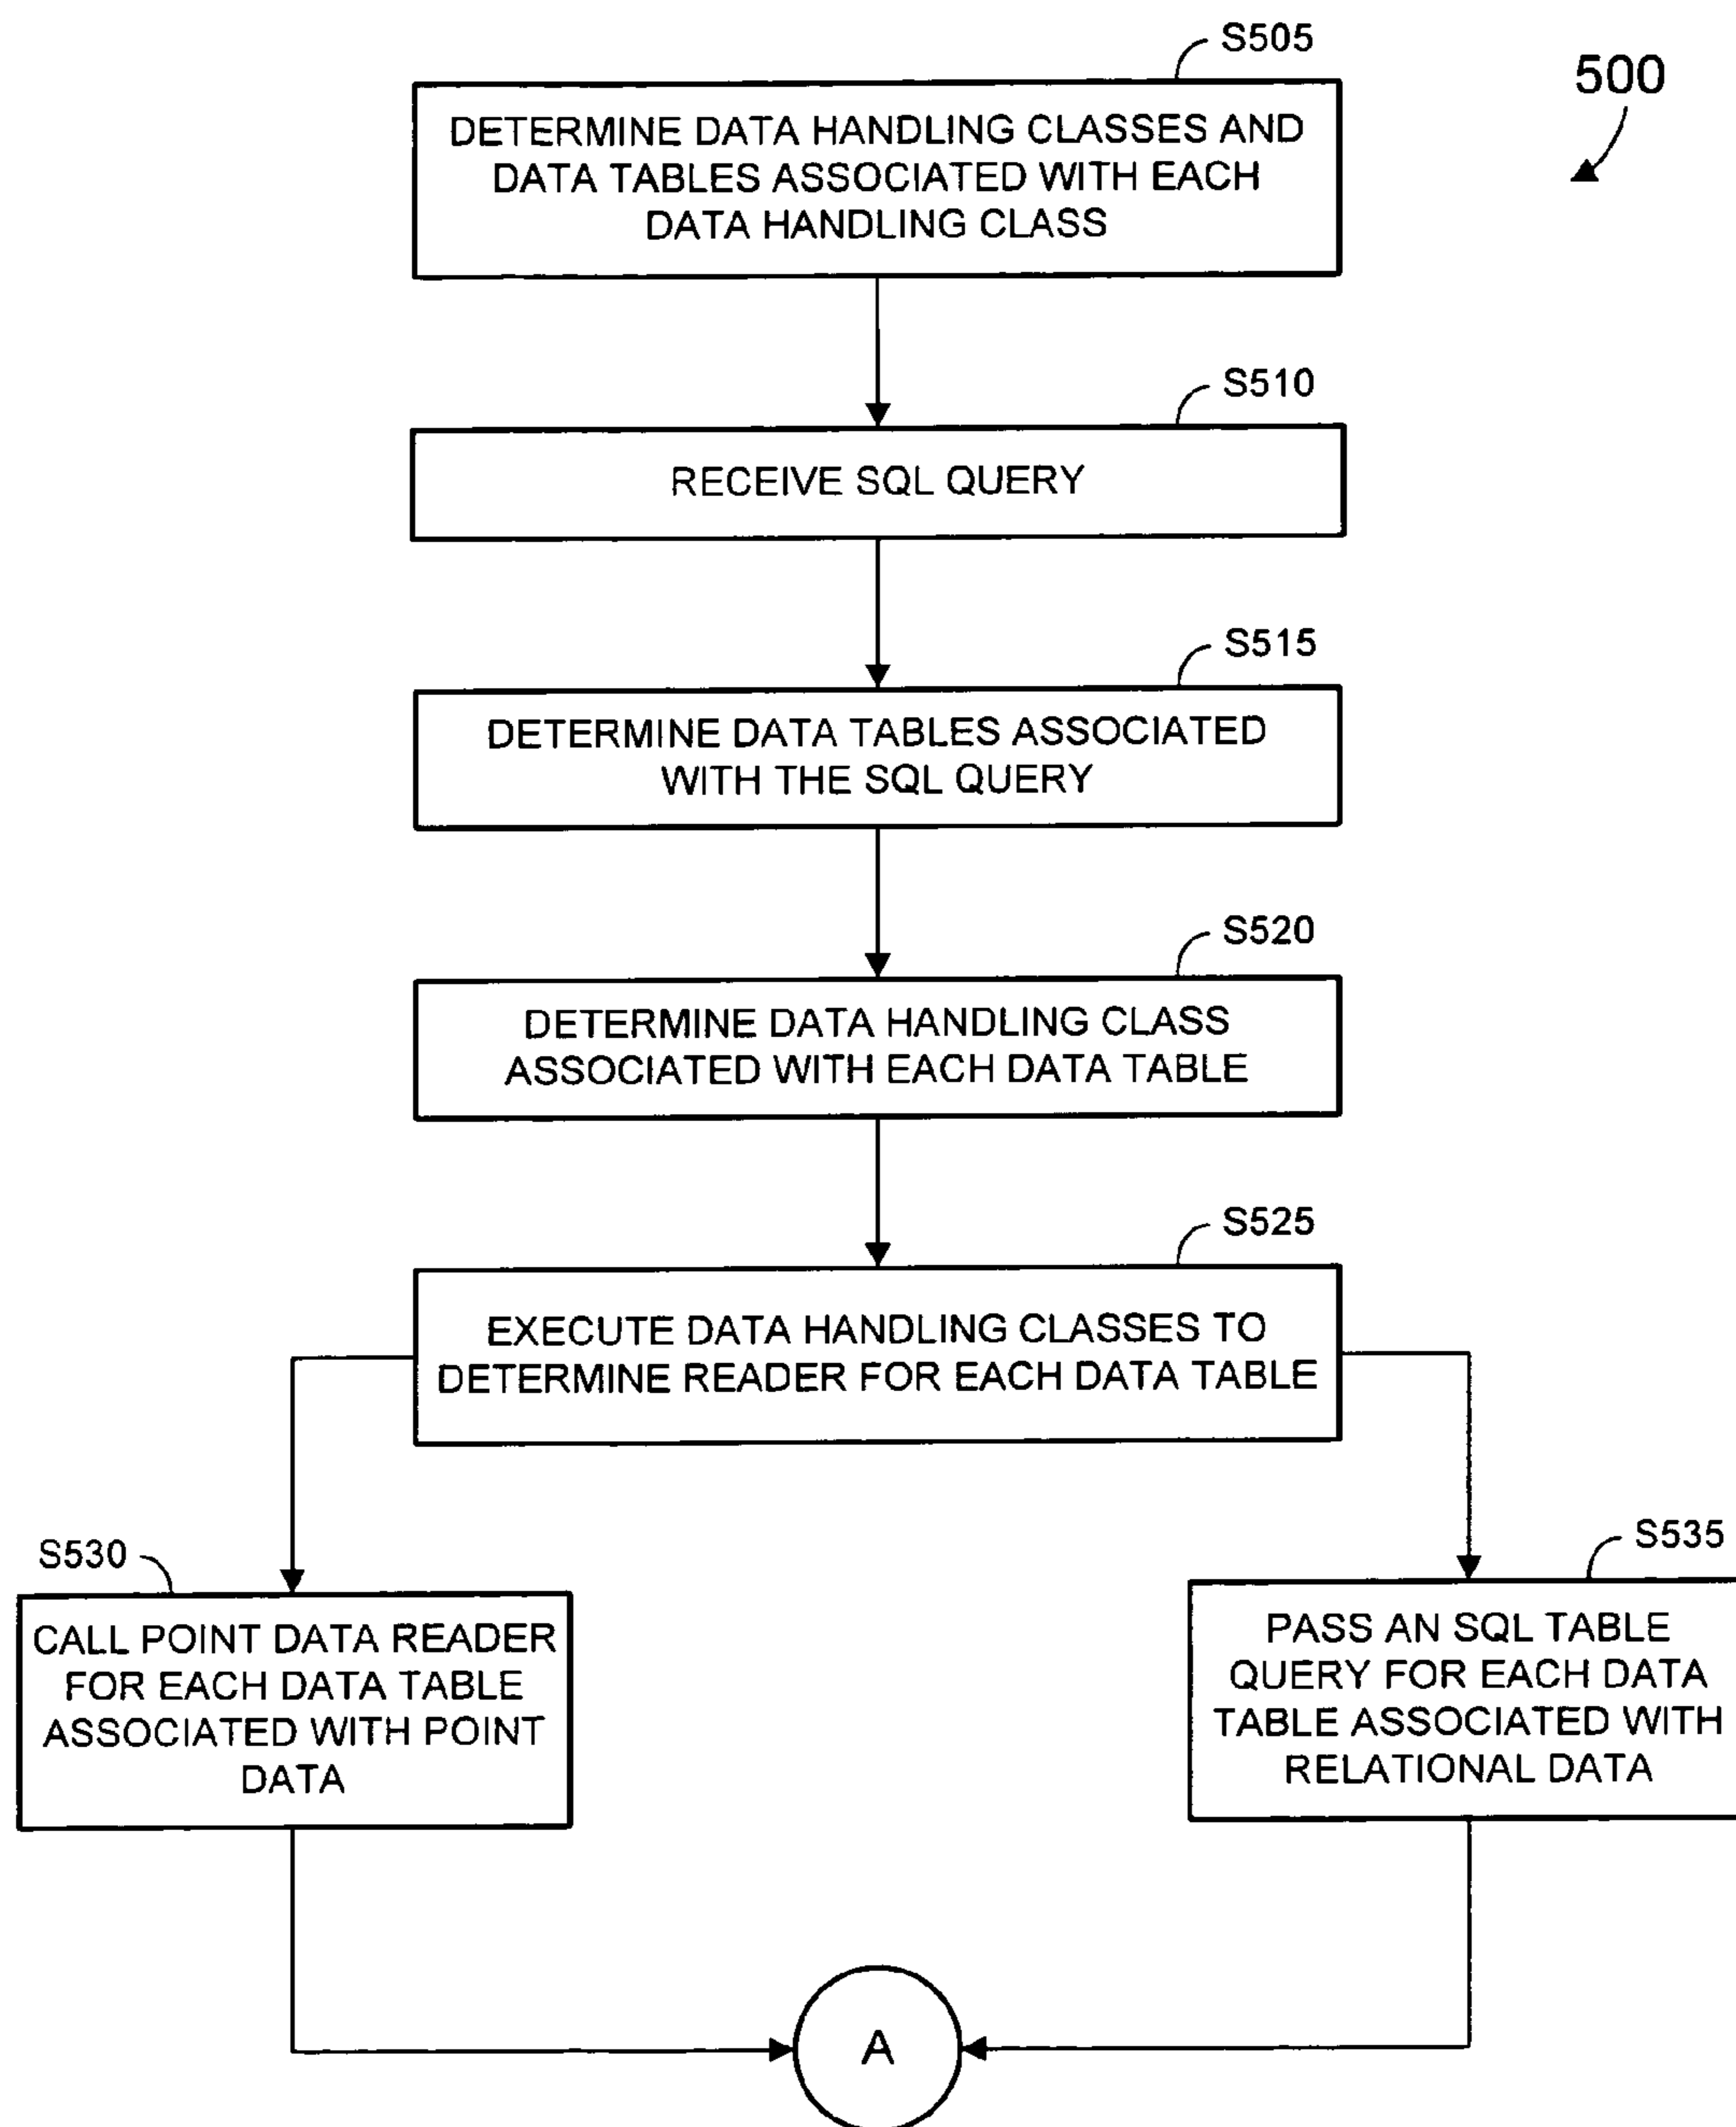 S505
500
DETERMINE DATA HANDLING CLASSES AND
DATA TABLES ASSOCIATED WITH EACH
DATA HANDLING CLASS
S510
RECEIVE SQL QUERY
S515
DETERMINE DATA TABLES ASSOCIATED
WITH THE SQL QUERY
S520
DETERMINE DATA HANDLING CLASS
ASSOCIATED WITH EACH DATA TABLE
S525
EXECUTE DATA HANDLING CLASSES TO
DETERMINE READER FOR EACH DATA TABLE
S530
CALL POINT DATA READER
FOR EACH DATA TABLE
ASSOCIATED WITH POINT
DATA
S535
PASS AN SQL TABLE
QUERY FOR EACH DATA
TABLE ASSOCIATED WITH
RELATIONAL DATA
A